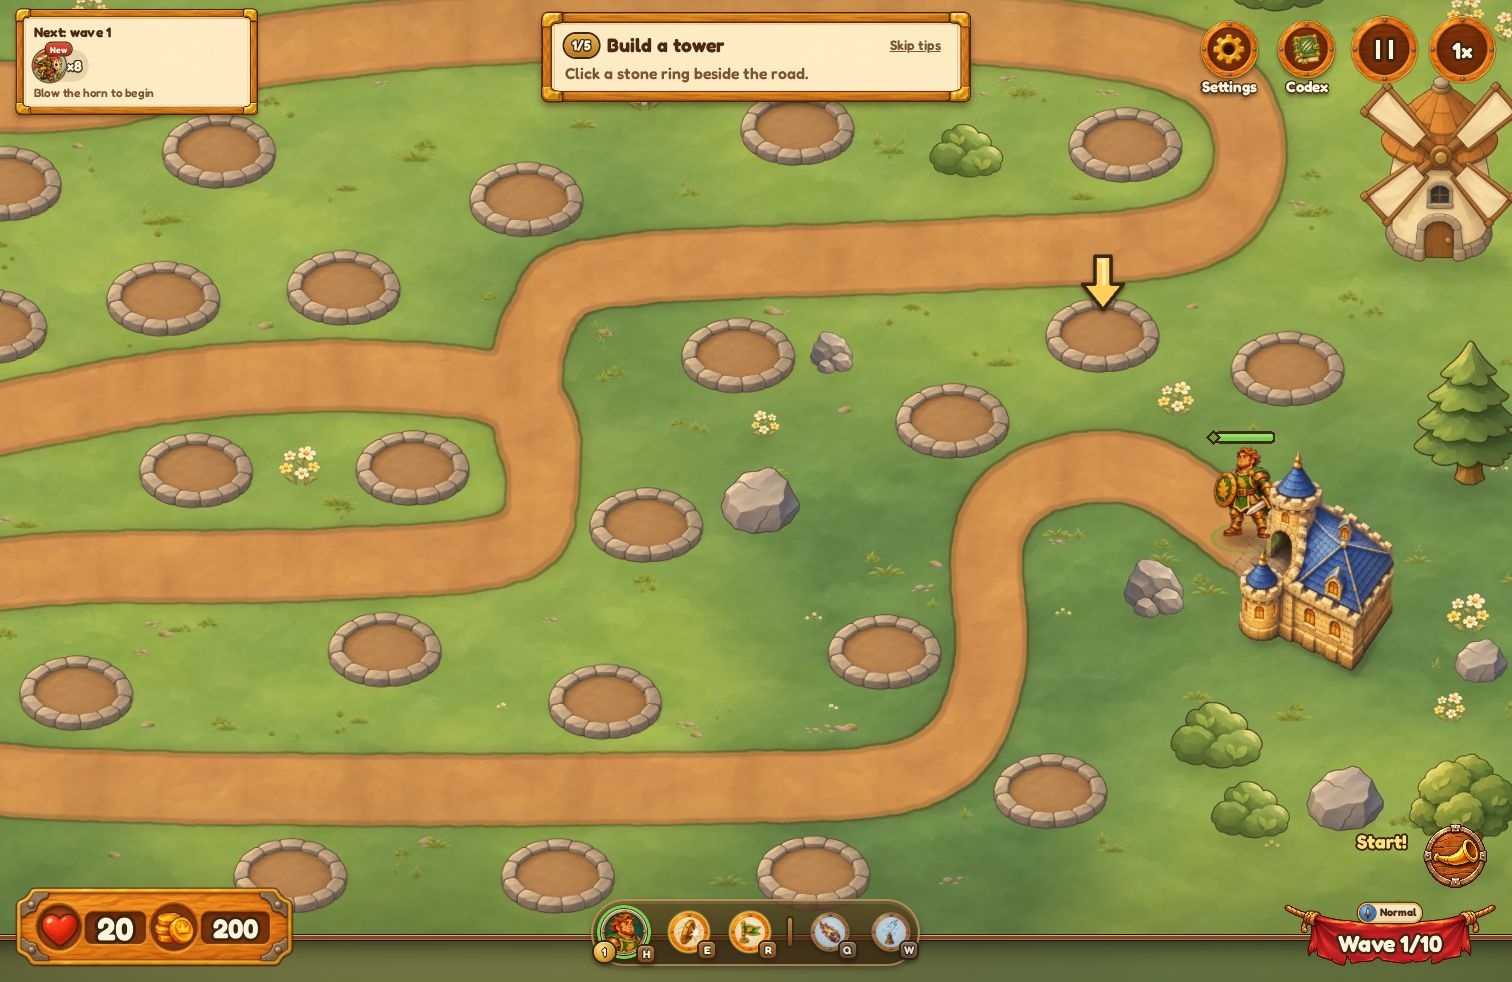 Next: wave 1
New
x8
Blow the horn to begin
1/5
Build a tower
Skip tips
Click a stone ring beside the road.
Settings
Codex
1x
Start!
20
200
1
H
E
R
Q
W
Normal
Wave 1/10